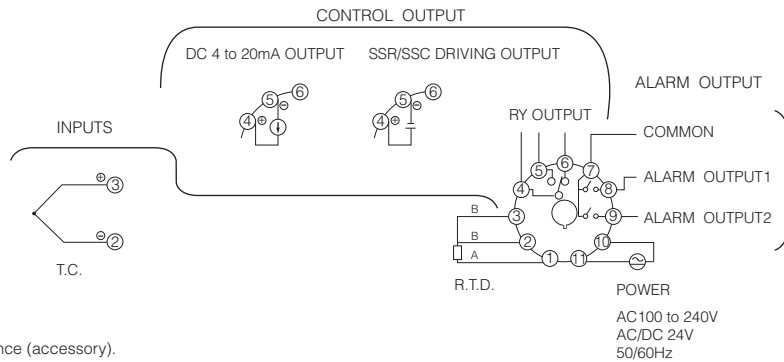 CONTROL OUTPUT
DC 4 to 20mA OUTPUT
SSR/SSC DRIVING OUTPUT
5 6
4 ⊕ ⊖
5 6
4 ⊕ ⊖
ALARM OUTPUT
RY OUTPUT
INPUTS
COMMON
ALARM OUTPUT1
ALARM OUTPUT2
⊕ 3
⊖ 2
T.C.
5 6 7
4 8
3 9
2 10
1 11
B
B
A
R.T.D.
POWER
AC100 to 240V
AC/DC 24V
50/60Hz
nce (accessory).